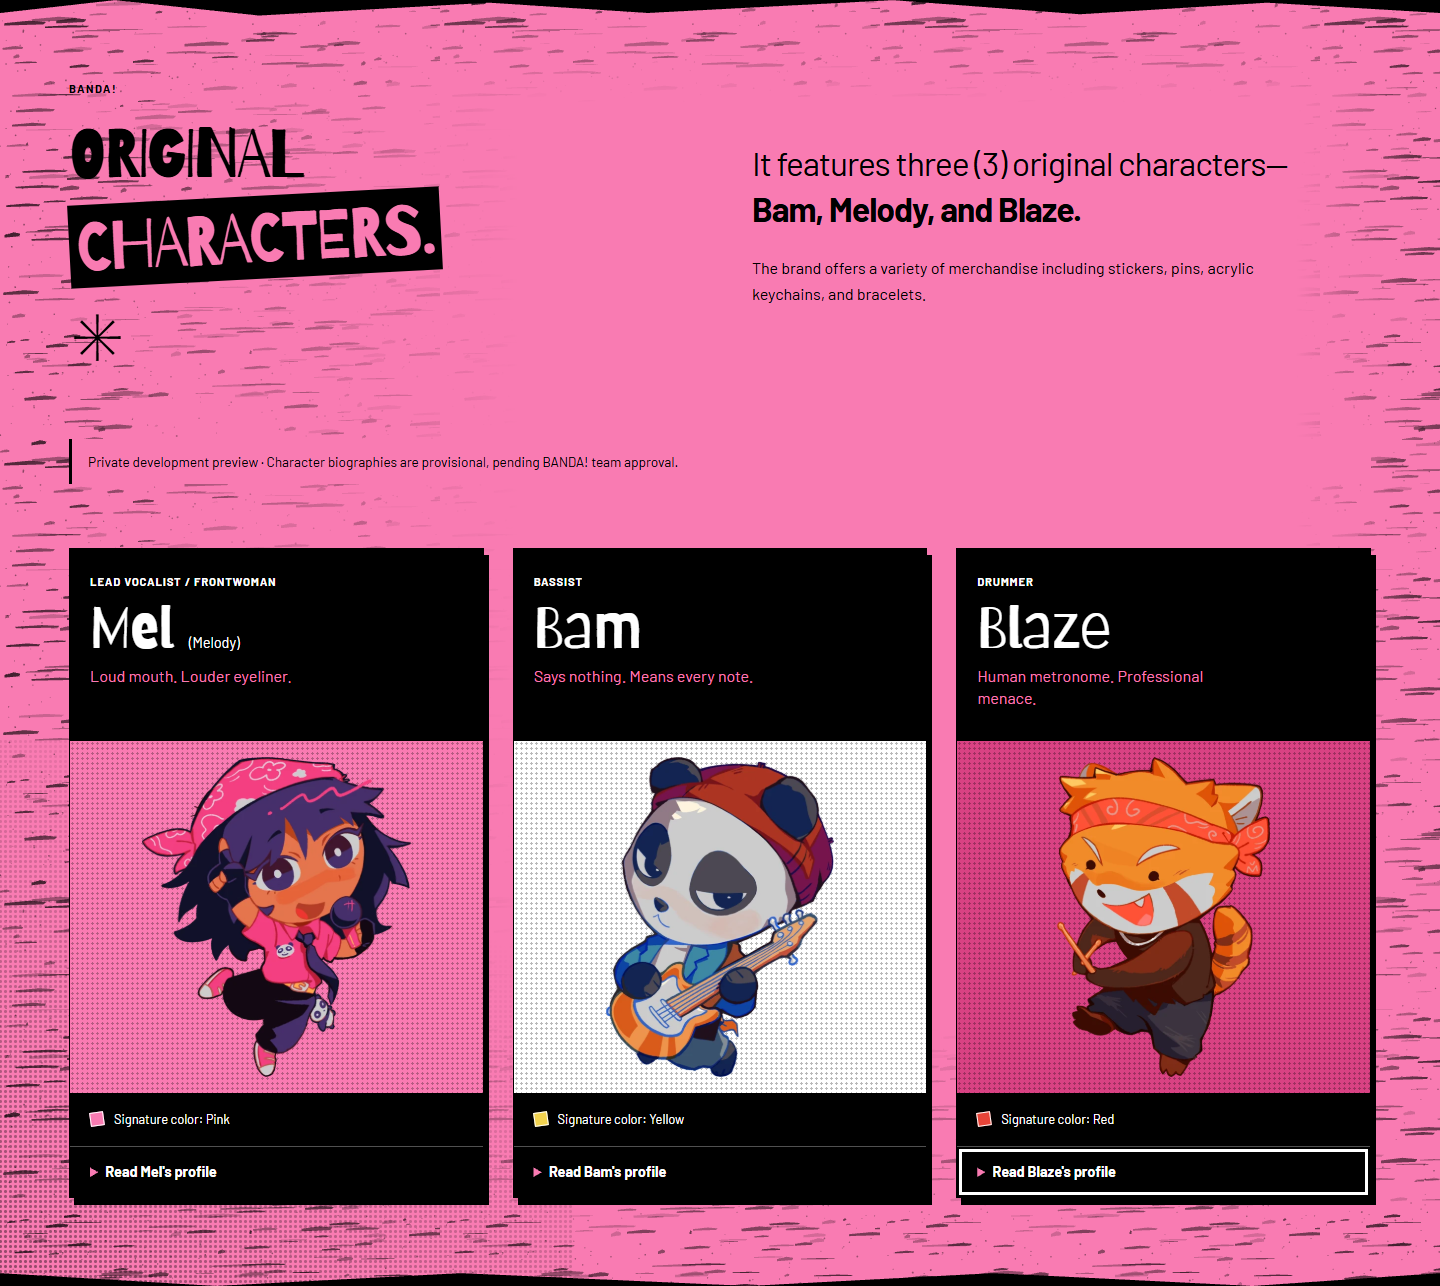 BANDA!
ORIGINAL
CHARACTERS.
It features three (3) original characters—
Bam, Melody, and Blaze.
The brand offers a variety of merchandise including stickers, pins, acrylic
keychains, and bracelets.
Private development preview · Character biographies are provisional, pending BANDA! team approval.
LEAD VOCALIST / FRONTWOMAN
Mel (Melody)
Loud mouth. Louder eyeliner.
Signature color: Pink
Read Mel's profile
BASSIST
Bam
Says nothing. Means every note.
Signature color: Yellow
Read Bam's profile
DRUMMER
Blaze
Human metronome. Professional
menace.
Signature color: Red
Read Blaze's profile